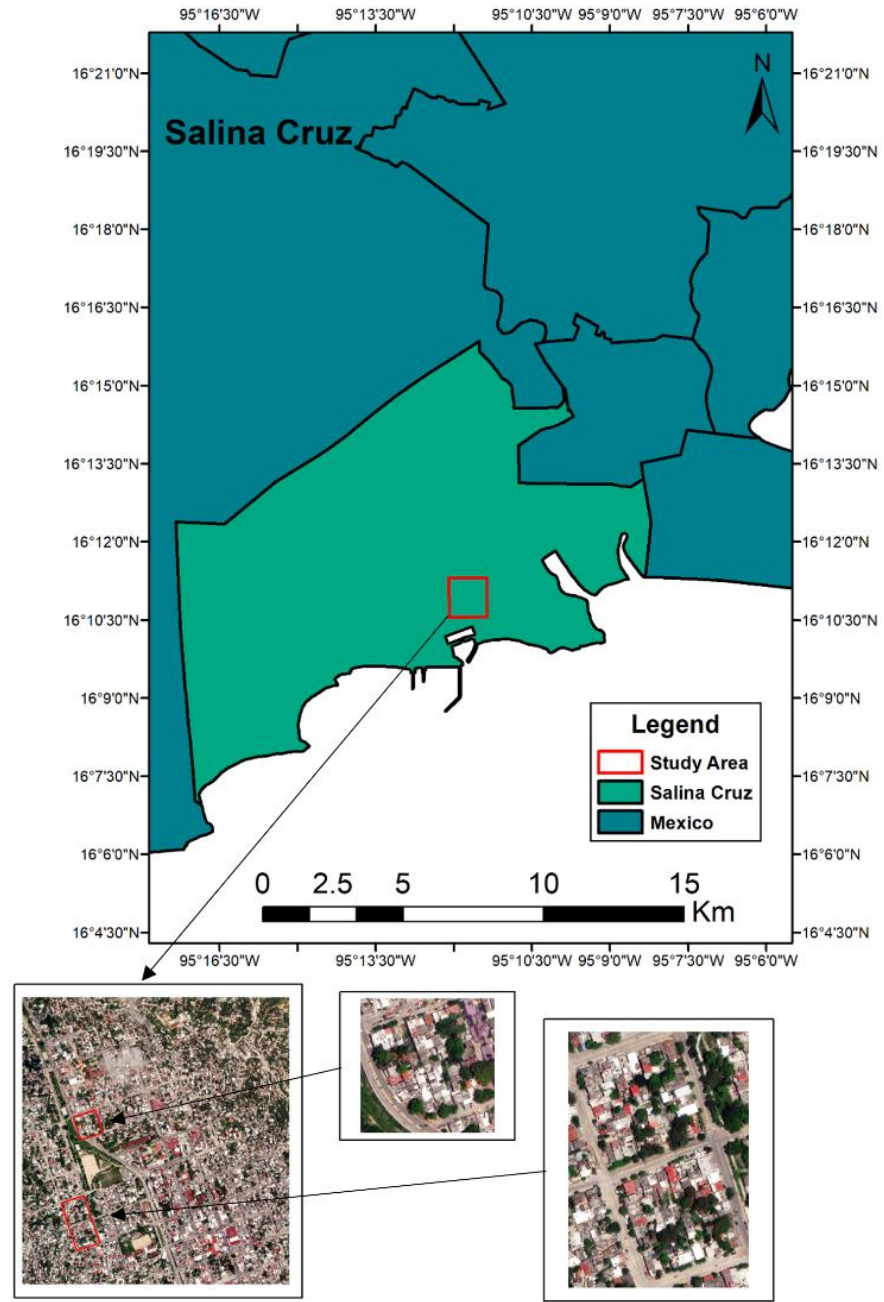 95°16'30"W 95°13'30"W 95°10'30"W 95°9'0"W 95°7'30"W 95°6'0"W
16°21'0"N 16°21'0"N
N
Salina Cruz
16°19'30"N 16°19'30"N
16°18'0"N 16°18'0"N
16°16'30"N 16°16'30"N
16°15'0"N 16°15'0"N
16°13'30"N 16°13'30"N
16°12'0"N 16°12'0"N
16°10'30"N 16°10'30"N
16°9'0"N 16°9'0"N
Legend
Study Area
Salina Cruz
Mexico
16°7'30"N 16°7'30"N
16°6'0"N 16°6'0"N
0 2.5 5 10 15
Km
16°4'30"N 16°4'30"N
95°16'30"W 95°13'30"W 95°10'30"W 95°9'0"W 95°7'30"W 95°6'0"W